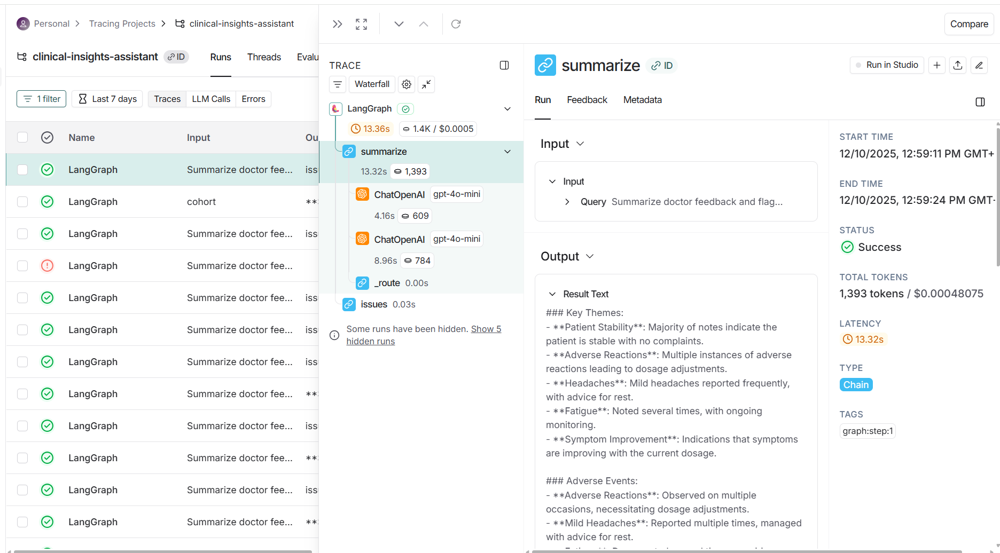 Personal > Tracing Projects > clinical-insights-assistant
clinical-insights-assistant ID Runs Threads Evalu
1 filter Last 7 days Traces LLM Calls Errors
Name Input Ou
LangGraph Summarize doctor fee... iss
LangGraph cohort **
LangGraph Summarize doctor fee... iss
LangGraph Summarize doctor fee...
LangGraph Summarize doctor fee... iss
LangGraph Summarize doctor fee... iss
LangGraph Summarize doctor fee... iss
LangGraph Summarize doctor fee... **
LangGraph Summarize doctor fee... iss
LangGraph Summarize doctor fee... **
LangGraph Summarize doctor fee... iss
LangGraph Summarize doctor fee... **
Compare
TRACE
Waterfall
LangGraph
13.36s 1.4K / $0.0005
summarize
13.32s 1,393
ChatOpenAI gpt-4o-mini
4.16s 609
ChatOpenAI gpt-4o-mini
8.96s 784
_route 0.00s
issues 0.03s
Some runs have been hidden. Show 5
hidden runs
summarize ID
Run in Studio
Run Feedback Metadata
Input
Input
Query Summarize doctor feedback and flag...
Output
Result Text
### Key Themes:
- **Patient Stability**: Majority of notes indicate the
patient is stable with no complaints.
- **Adverse Reactions**: Multiple instances of adverse
reactions leading to dosage adjustments.
- **Headaches**: Mild headaches reported frequently,
with advice for rest.
- **Fatigue**: Noted several times, with ongoing
monitoring.
- **Symptom Improvement**: Indications that symptoms
are improving with the current dosage.
### Adverse Events:
- **Adverse Reactions**: Observed on multiple
occasions, necessitating dosage adjustments.
- **Mild Headaches**: Reported multiple times, managed
with advice for rest.
START TIME
12/10/2025, 12:59:11 PM GMT+
END TIME
12/10/2025, 12:59:24 PM GMT
STATUS
Success
TOTAL TOKENS
1,393 tokens / $0.00048075
LATENCY
13.32s
TYPE
Chain
TAGS
graph:step:1